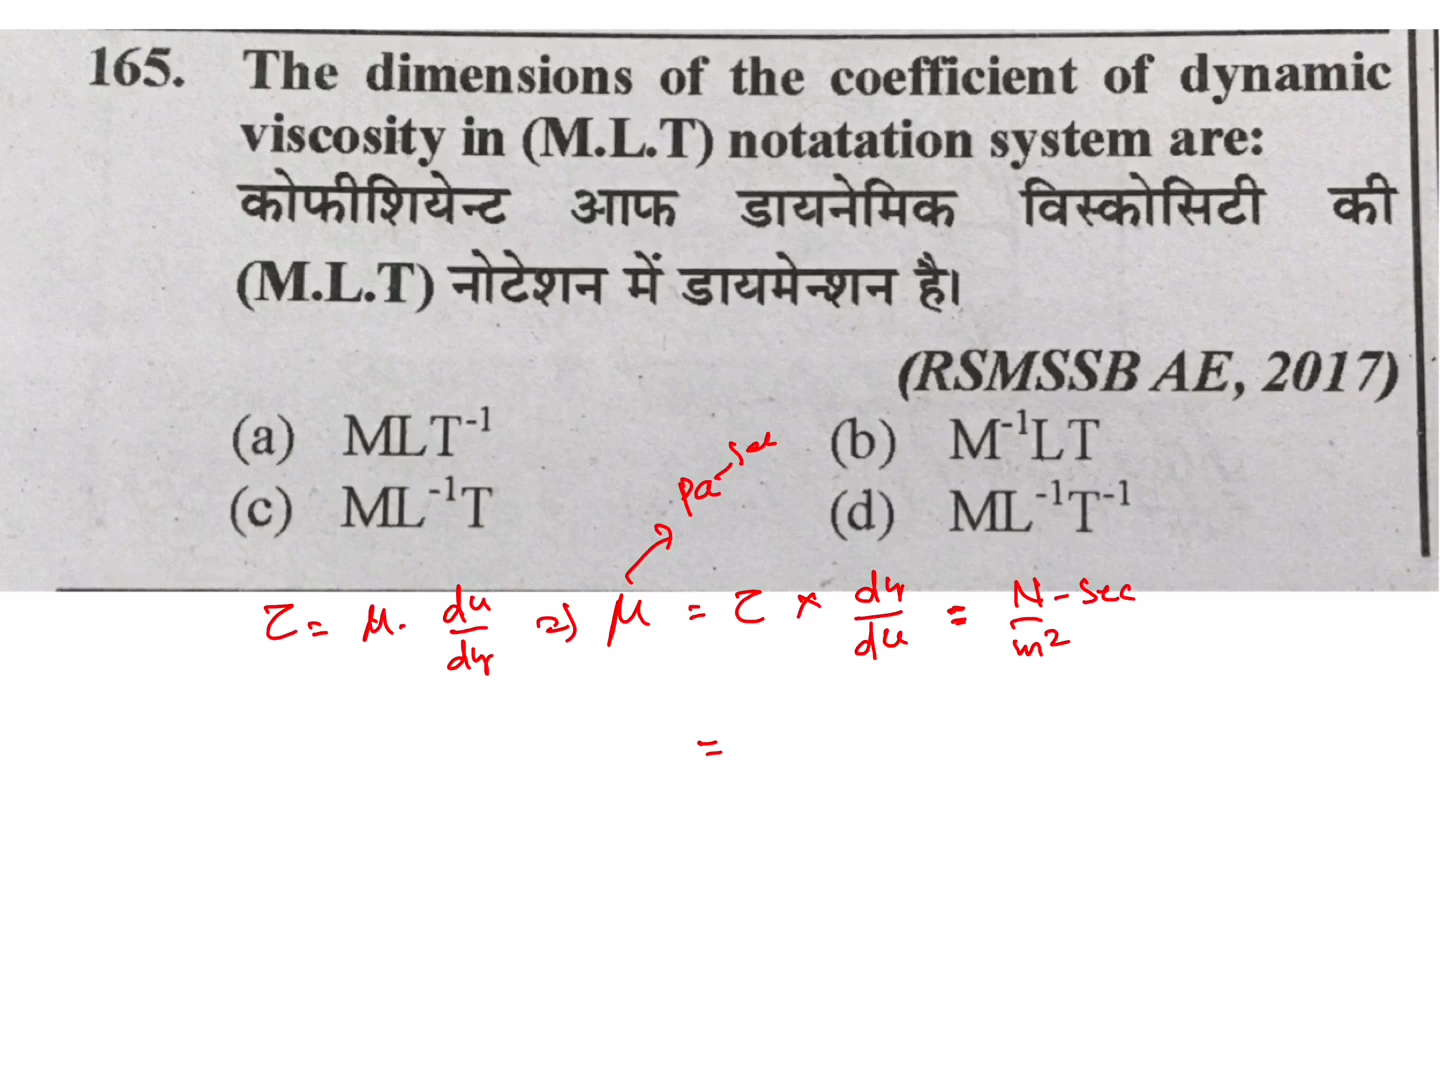 165. The dimensions of the coefficient of dynamic
viscosity in (M.L.T) notatation system are:
कोफीशियेन्ट आफ डायनेमिक विस्कोसिटी की
(M.L.T) नोटेशन में डायमेन्शन है।
(RSMSSB AE, 2017)
(a) MLT⁻¹ (b) M⁻¹LT
(c) ML⁻¹T (d) ML⁻¹T⁻¹
Pa-sec
τ = μ. du/dy ⇒ μ = τ × dy/du = N-sec/m²
=